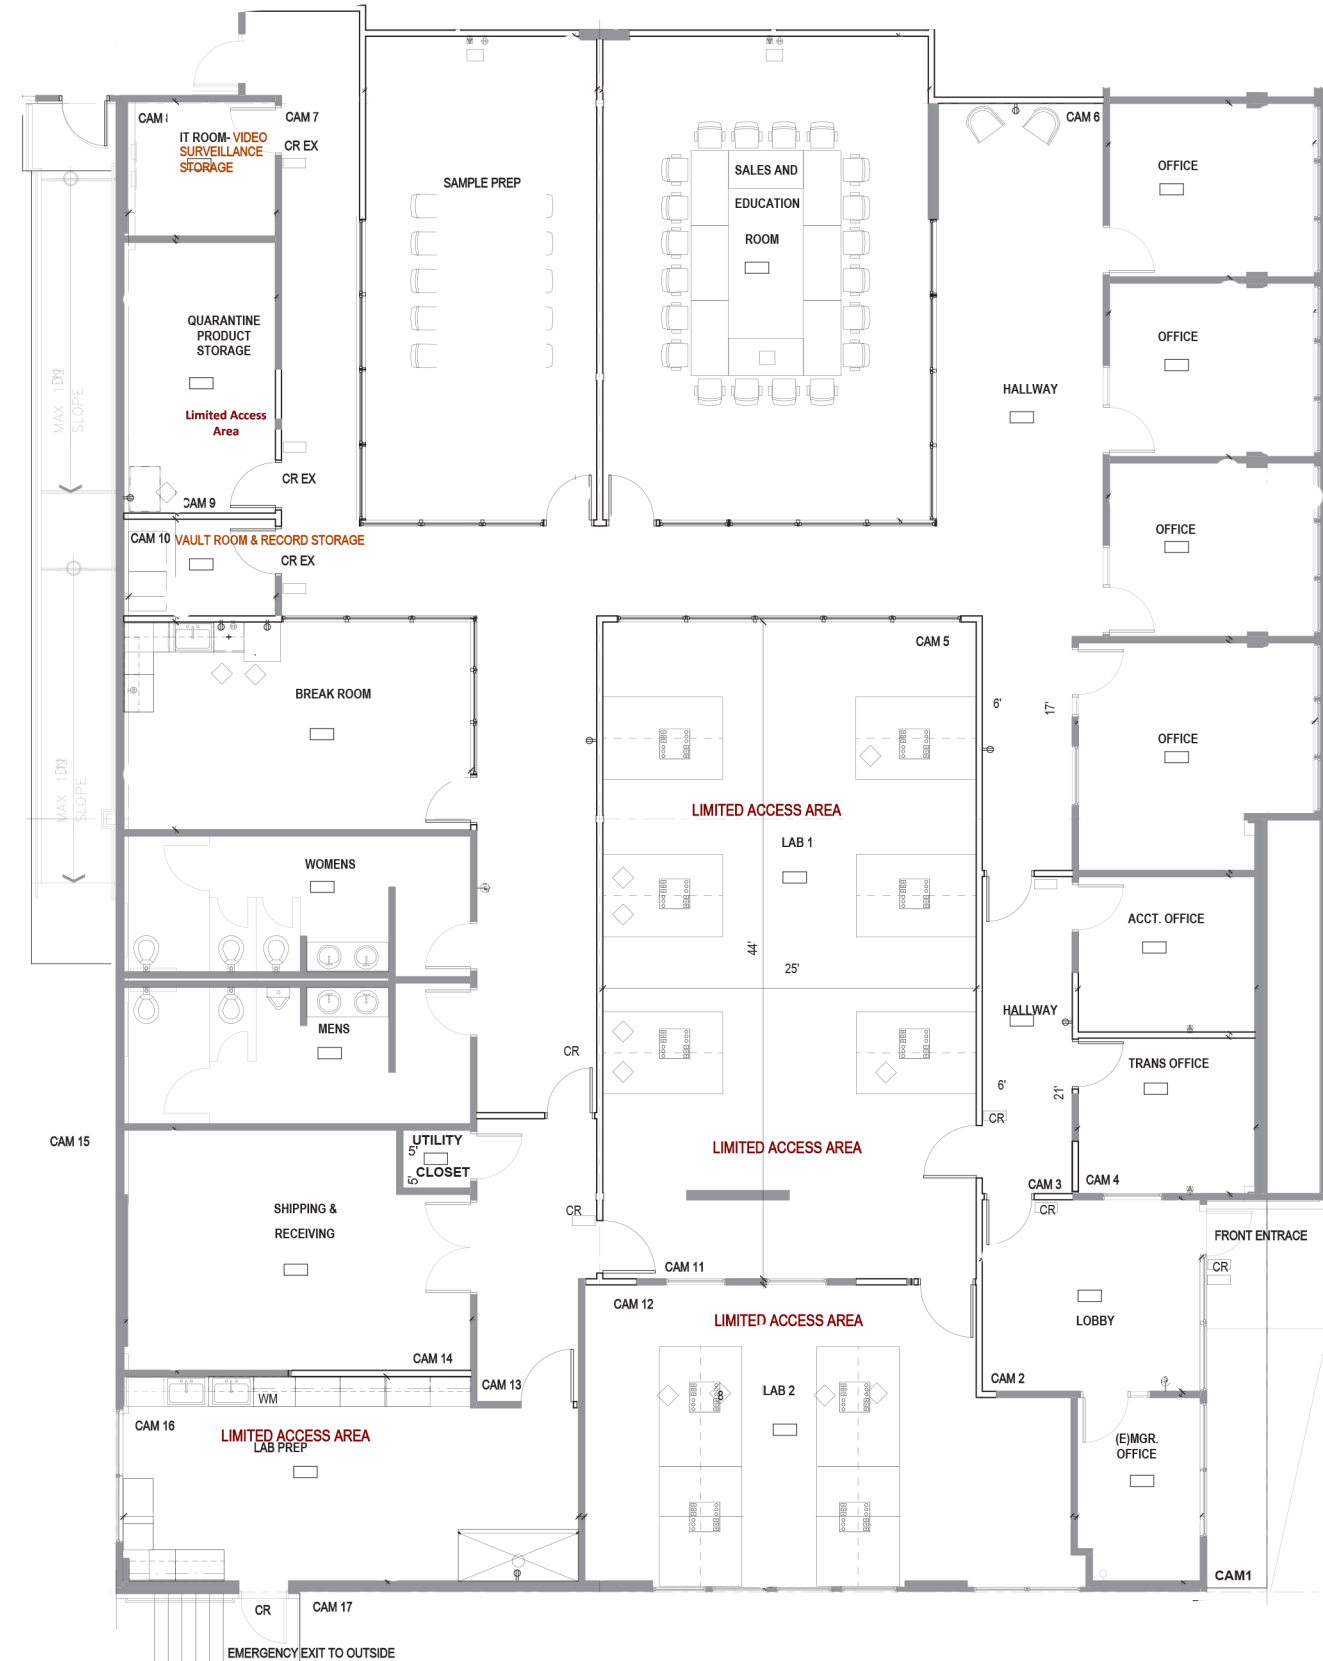 CAM 7
CAM 6
IT ROOM- VIDEO
SURVEILLANCE
STORAGE
CR EX
SAMPLE PREP
SALES AND
EDUCATION
ROOM
OFFICE
QUARANTINE
PRODUCT
STORAGE
OFFICE
MAX
SLOPE
HALLWAY
Limited Access
Area
CR EX
CAM 9
OFFICE
CAM 10
VAULT ROOM & RECORD STORAGE
CR EX
CAM 5
BREAK ROOM
6'
17'
OFFICE
MAX
SLOPE
LIMITED ACCESS AREA
LAB 1
WOMENS
ACCT. OFFICE
44'
25'
HALLWAY
MENS
CR
TRANS OFFICE
6'
21'
CR
CAM 15
UTILITY
5'
CLOSET
5'
LIMITED ACCESS AREA
CAM 3
CAM 4
SHIPPING &
RECEIVING
CR
CR
FRONT ENTRACE
CR
CAM 11
CAM 12
LIMITED ACCESS AREA
LOBBY
CAM 14
CAM 13
CAM 2
WM
8
LAB 2
CAM 16
LIMITED ACCESS AREA
LAB PREP
(E)MGR.
OFFICE
CAM1
CR
CAM 17
EMERGENCY EXIT TO OUTSIDE